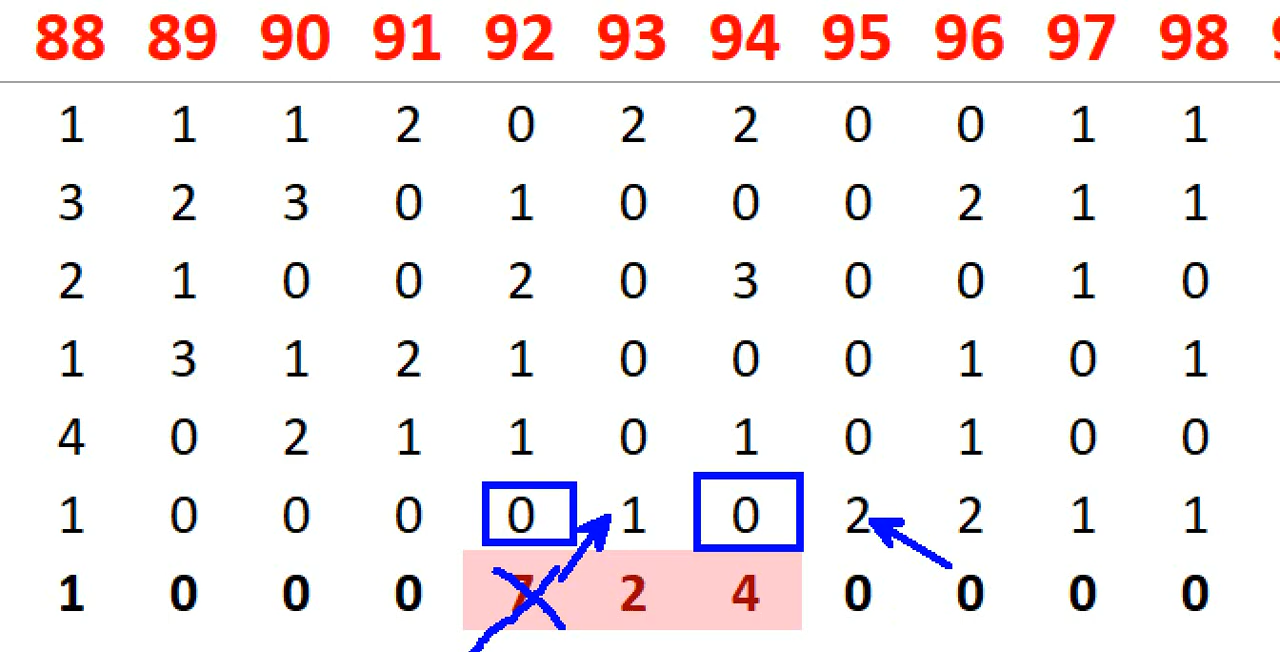 88 89 90 91 92 93 94 95 96 97 98
1 1 1 2 0 2 2 0 0 1 1
3 2 3 0 1 0 0 0 2 1 1
2 1 0 0 2 0 3 0 0 1 0
1 3 1 2 1 0 0 0 1 0 1
4 0 2 1 1 0 1 0 1 0 0
1 0 0 0 0 1 0 2 2 1 1
1 0 0 0 7 2 4 0 0 0 0